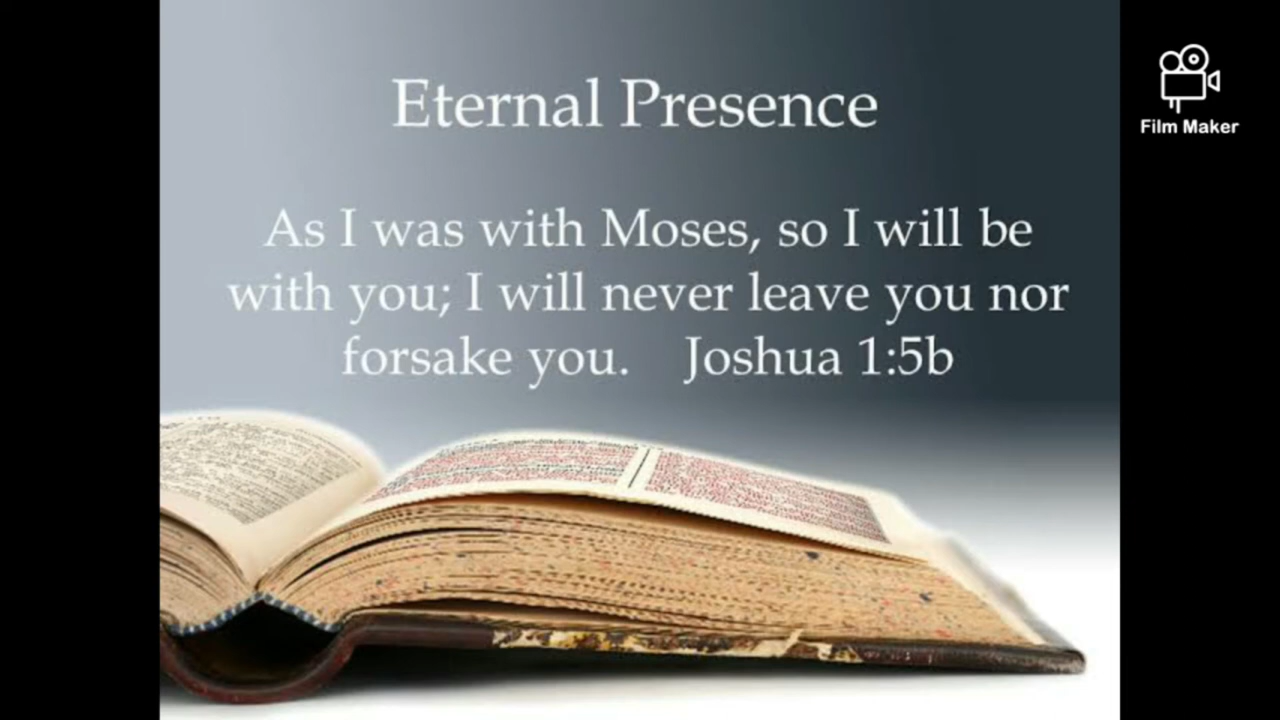 Eternal Presence
Film Maker
As I was with Moses, so I will be
with you; I will never leave you nor
forsake you. Joshua 1:5b